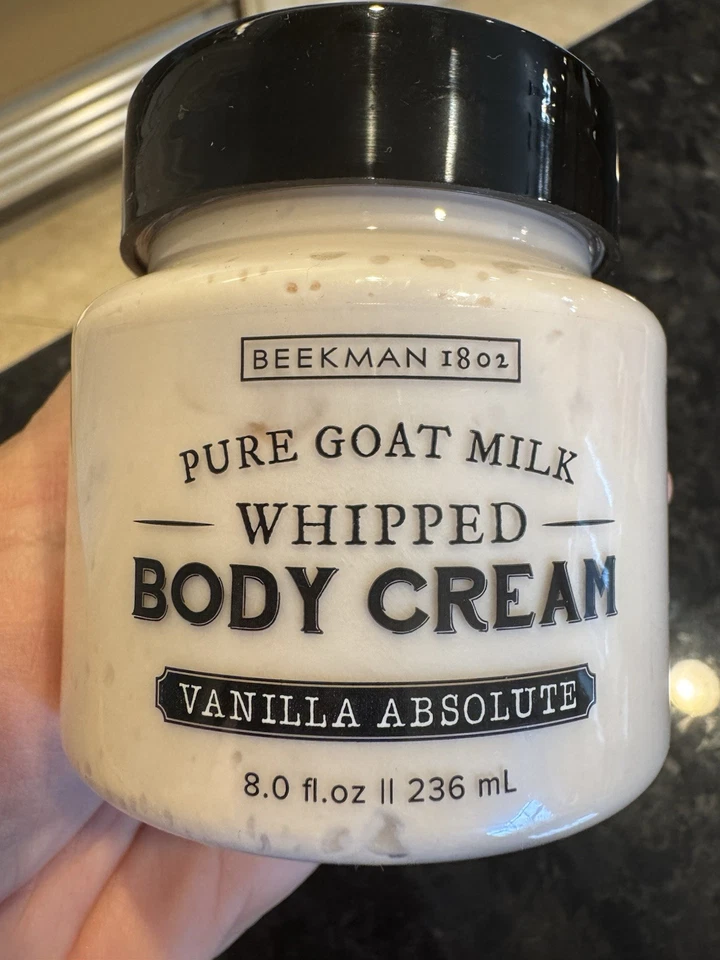 BEEKMAN 1802
PURE GOAT MILK
WHIPPED
BODY CREAM
VANILLA ABSOLUTE
8.0 fl.oz || 236 mL